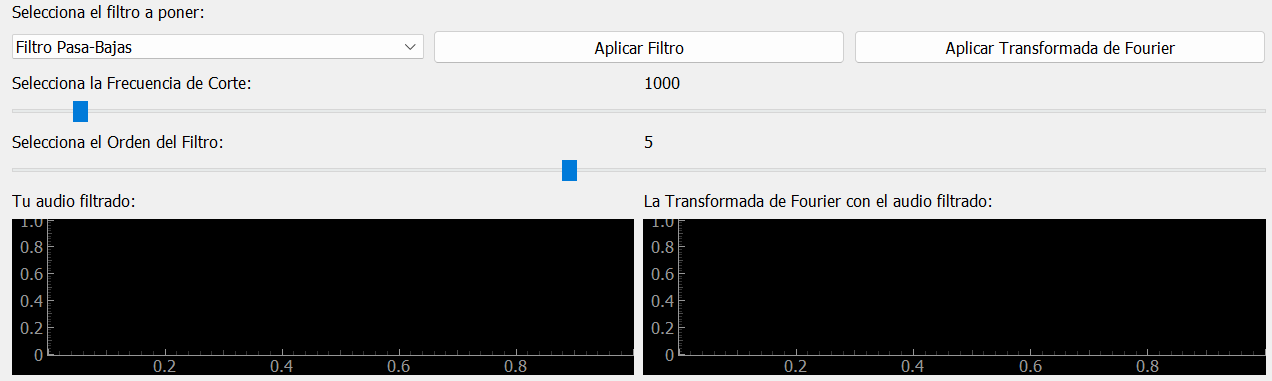 Selecciona el filtro a poner:
Filtro Pasa-Bajas Aplicar Filtro Aplicar Transformada de Fourier
Selecciona la Frecuencia de Corte: 1000
Selecciona el Orden del Filtro: 5
Tu audio filtrado: La Transformada de Fourier con el audio filtrado:
1.0 1.0
0.8 0.8
0.6 0.6
0.4 0.4
0.2 0.2
0 0
0.2 0.4 0.6 0.8 0.2 0.4 0.6 0.8